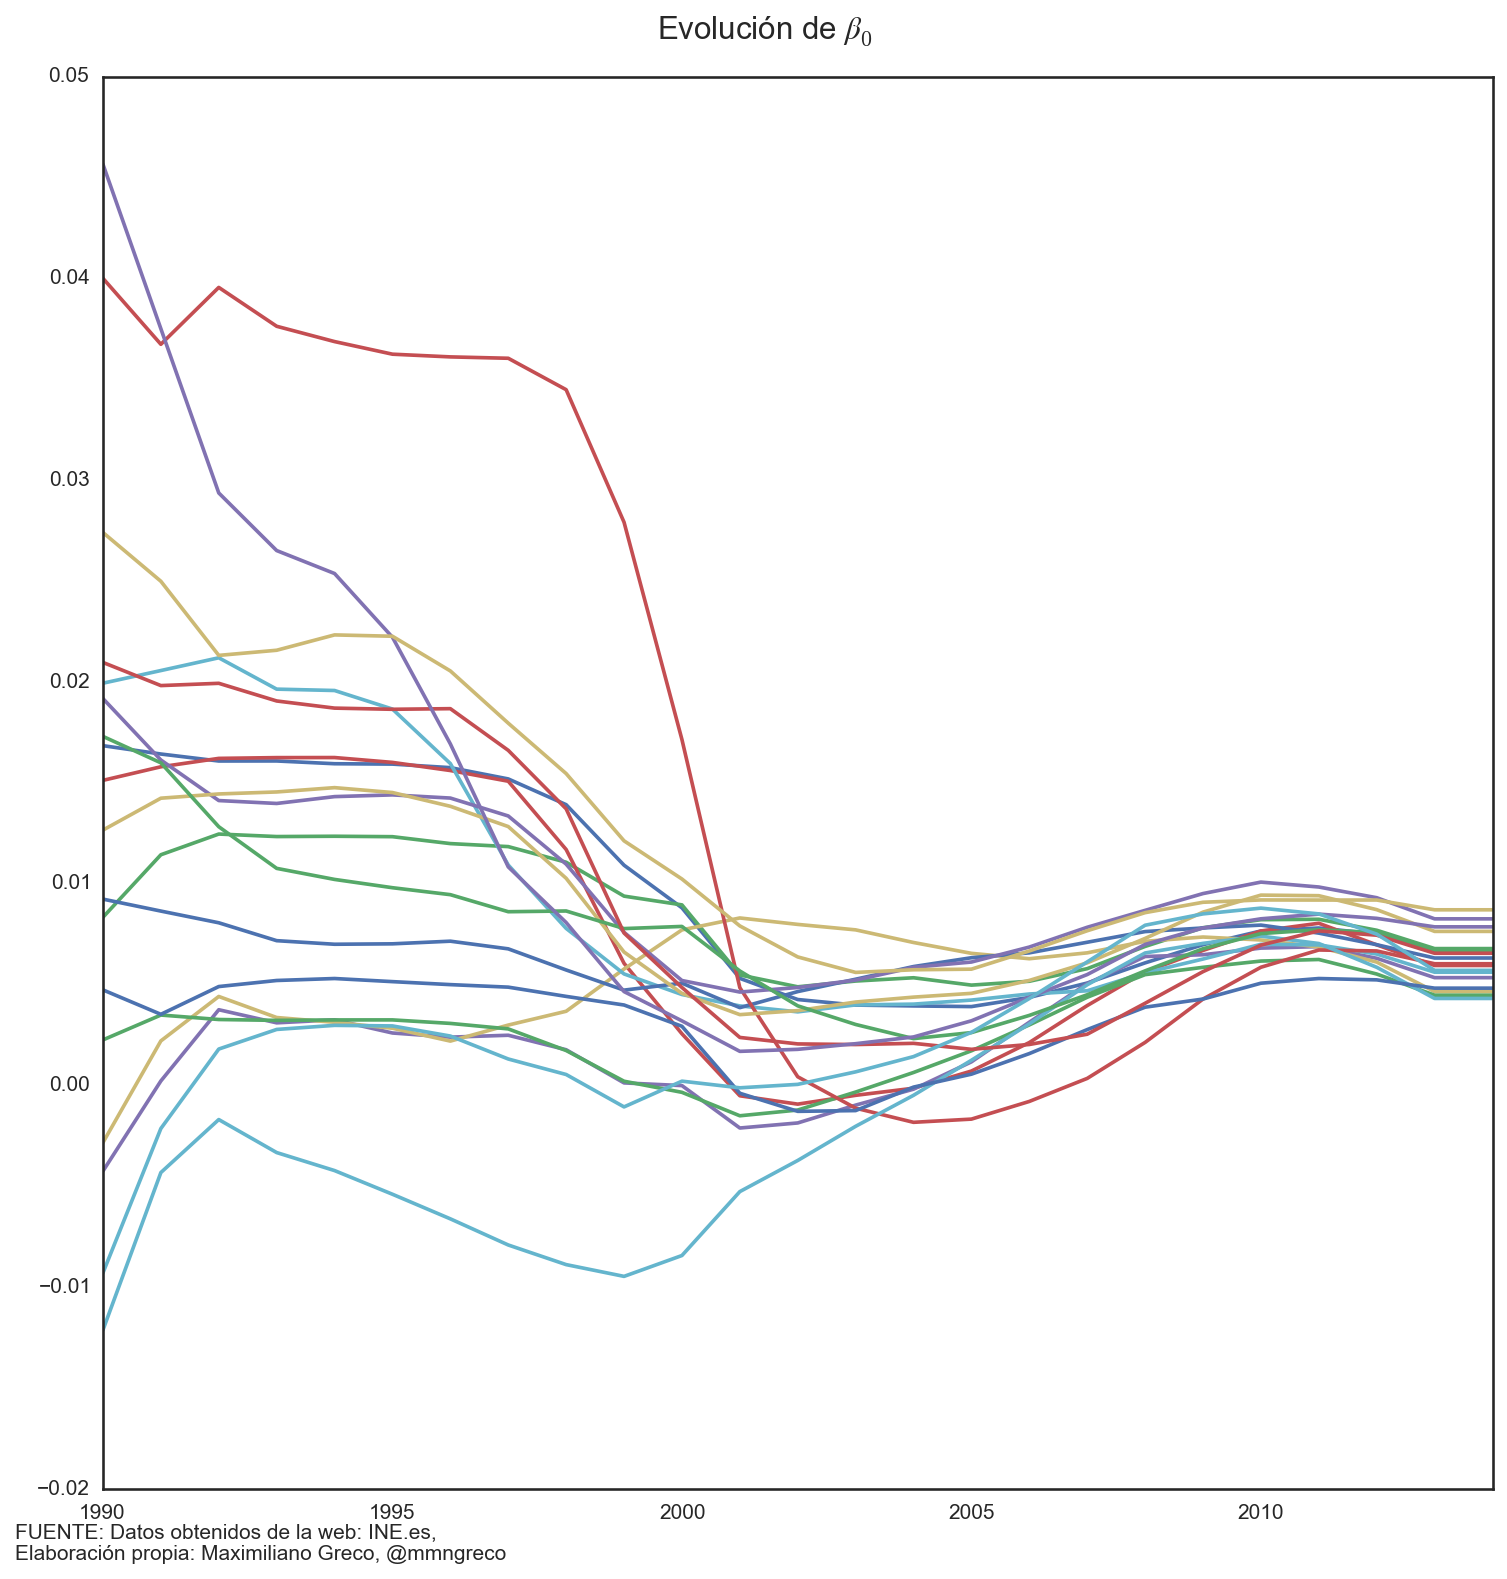 Evolución de β₀
0.05
0.04
0.03
0.02
0.01
0.00
−0.01
−0.02
1990 1995 2000 2005 2010
FUENTE: Datos obtenidos de la web: INE.es,
Elaboración propia: Maximiliano Greco, @mmngreco